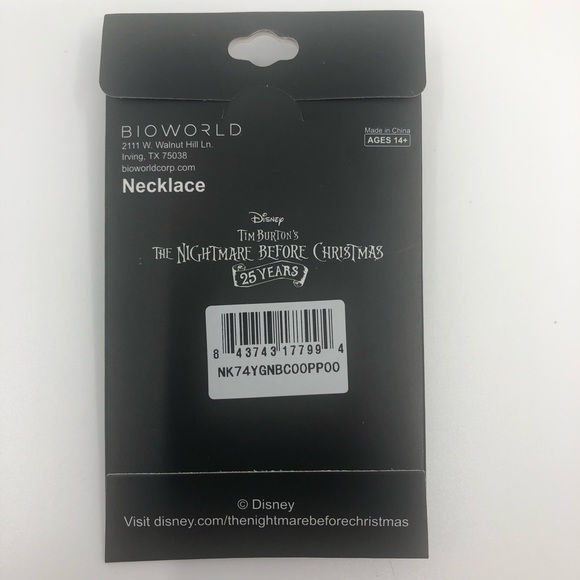 BIOWORLD
2111 W. Walnut Hill Ln.
Irving, TX 75038
bioworldcorp.com
Necklace
Made in China
AGES 14+
Disney
TIM BURTON'S
THE NIGHTMARE BEFORE CHRISTMAS
25 YEARS
8 43743 17799 4
NK74YGNBC00PP00
© Disney
Visit disney.com/thenightmarebeforechristmas